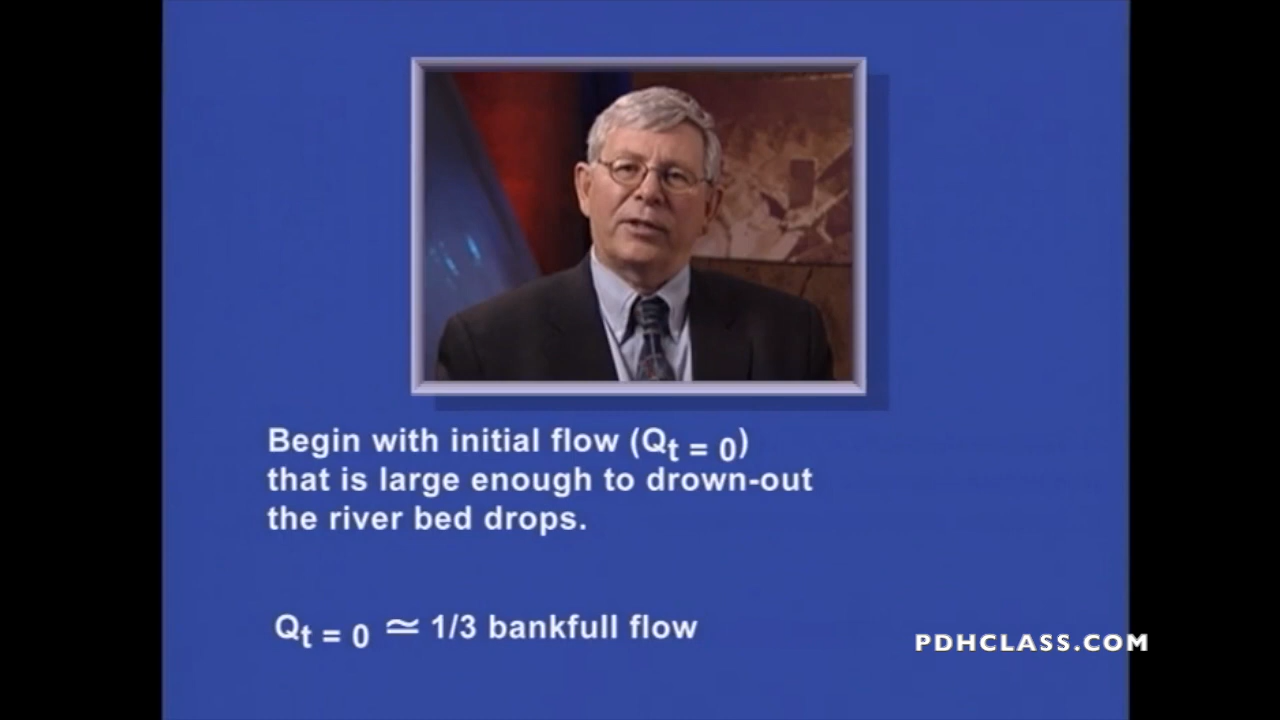 Begin with initial flow (Qt = 0)
that is large enough to drown-out
the river bed drops.
Qt = 0 ≃ 1/3 bankfull flow
PDHCLASS.COM